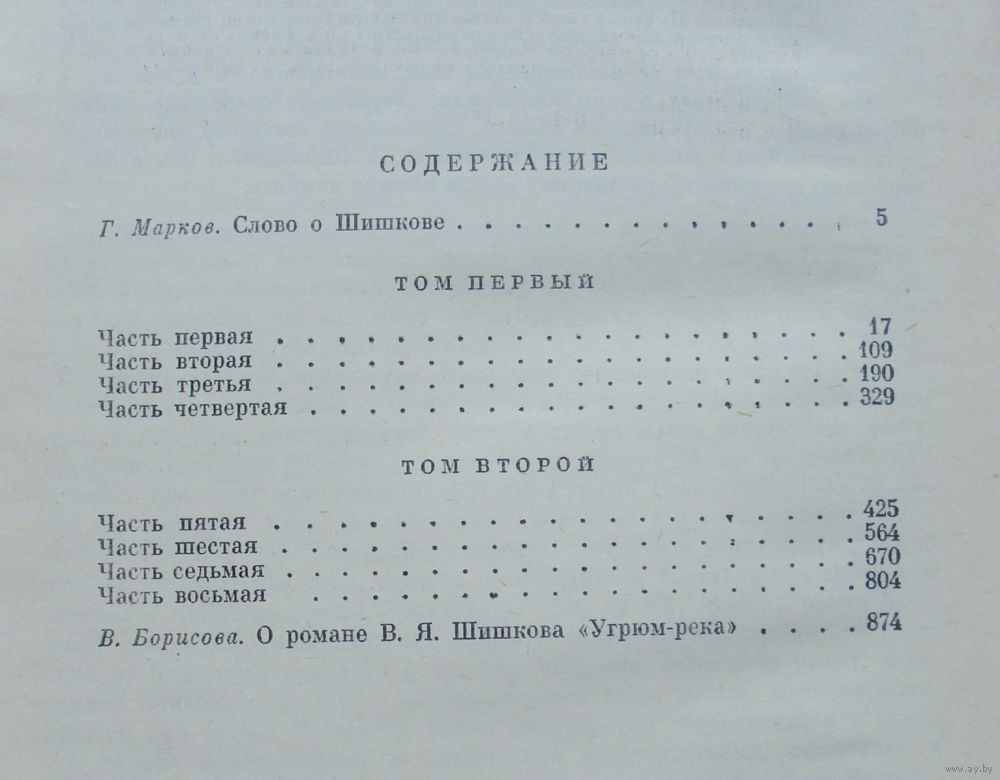 СОДЕРЖАНИЕ
Г. Марков. Слово о Шишкове . . . . . . . . . . . . . . 5
ТОМ ПЕРВЫЙ
Часть первая . . . . . . . . . . . . . . . . . . . 17
Часть вторая . . . . . . . . . . . . . . . . . . . 109
Часть третья . . . . . . . . . . . . . . . . . . . 190
Часть четвертая . . . . . . . . . . . . . . . . . . 329
ТОМ ВТОРОЙ
Часть пятая . . . . . . . . . . . . . . . . . . . 425
Часть шестая . . . . . . . . . . . . . . . . . . . 564
Часть седьмая . . . . . . . . . . . . . . . . . . . 670
Часть восьмая . . . . . . . . . . . . . . . . . . 804
В. Борисова. О романе В. Я. Шишкова «Угрюм-река» . . . . 874
www.ay.by